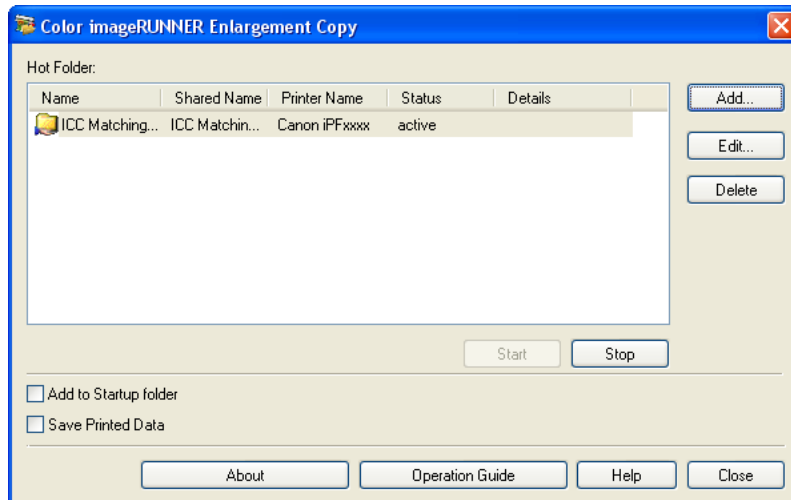 Color imageRUNNER Enlargement Copy
Hot Folder:
Name Shared Name Printer Name Status Details
ICC Matching... ICC Matchin... Canon iPFxxxx active
Add...
Edit...
Delete
Start Stop
Add to Startup folder
Save Printed Data
About Operation Guide Help Close